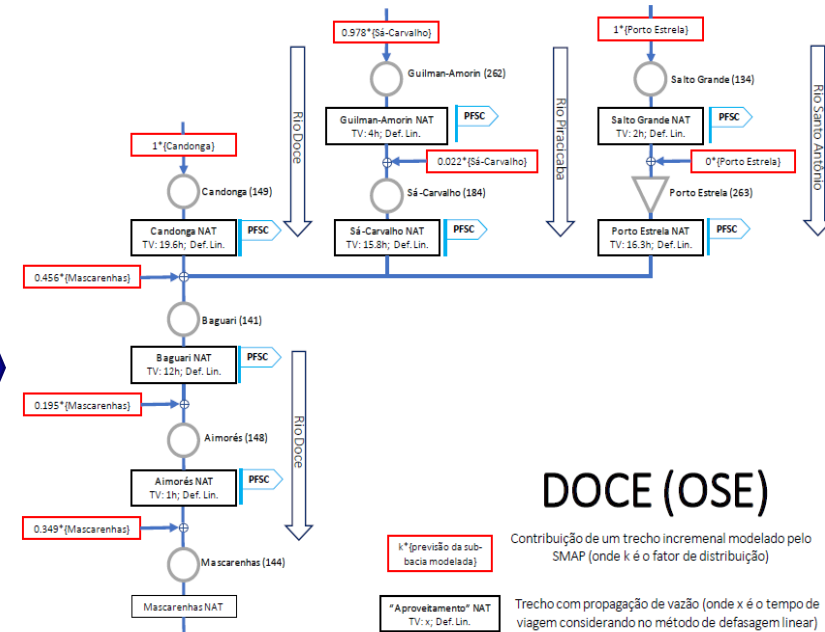 0.978*{Sá-Carvalho}
1*{Porto Estrela}
Guilman-Amorin (262)
Salto Grande (134)
Rio Doce
Guilman-Amorin NAT
TV: 4h; Def. Lin.
PFSC
Rio Piracicaba
Salto Grande NAT
TV: 2h; Def. Lin.
PFSC
Rio Santo Antônio
1*{Candonga}
0.022*{Sá-Carvalho}
0*{Porto Estrela}
Candonga (149)
Sá-Carvalho (184)
Porto Estrela (263)
Candonga NAT
TV: 19.6h; Def. Lin.
PFSC
Sá-Carvalho NAT
TV: 15.8h; Def. Lin.
PFSC
Porto Estrela NAT
TV: 16.3h; Def. Lin.
PFSC
0.456*{Mascarenhas}
Baguari (141)
Baguari NAT
TV: 12h; Def. Lin.
PFSC
0.195*{Mascarenhas}
Rio Doce
Aimorés (148)
Aimorés NAT
TV: 1h; Def. Lin.
PFSC
0.349*{Mascarenhas}
Mascarenhas (144)
Mascarenhas NAT
DOCE (OSE)
k*{previsão da sub-
bacia modelada}
Contribuição de um trecho incremenal modelado pelo
SMAP (onde k é o fator de distribuição)
"Aproveitamento" NAT
TV: x; Def. Lin.
Trecho com propagação de vazão (onde x é o tempo de
viagem considerando no método de defasagem linear)